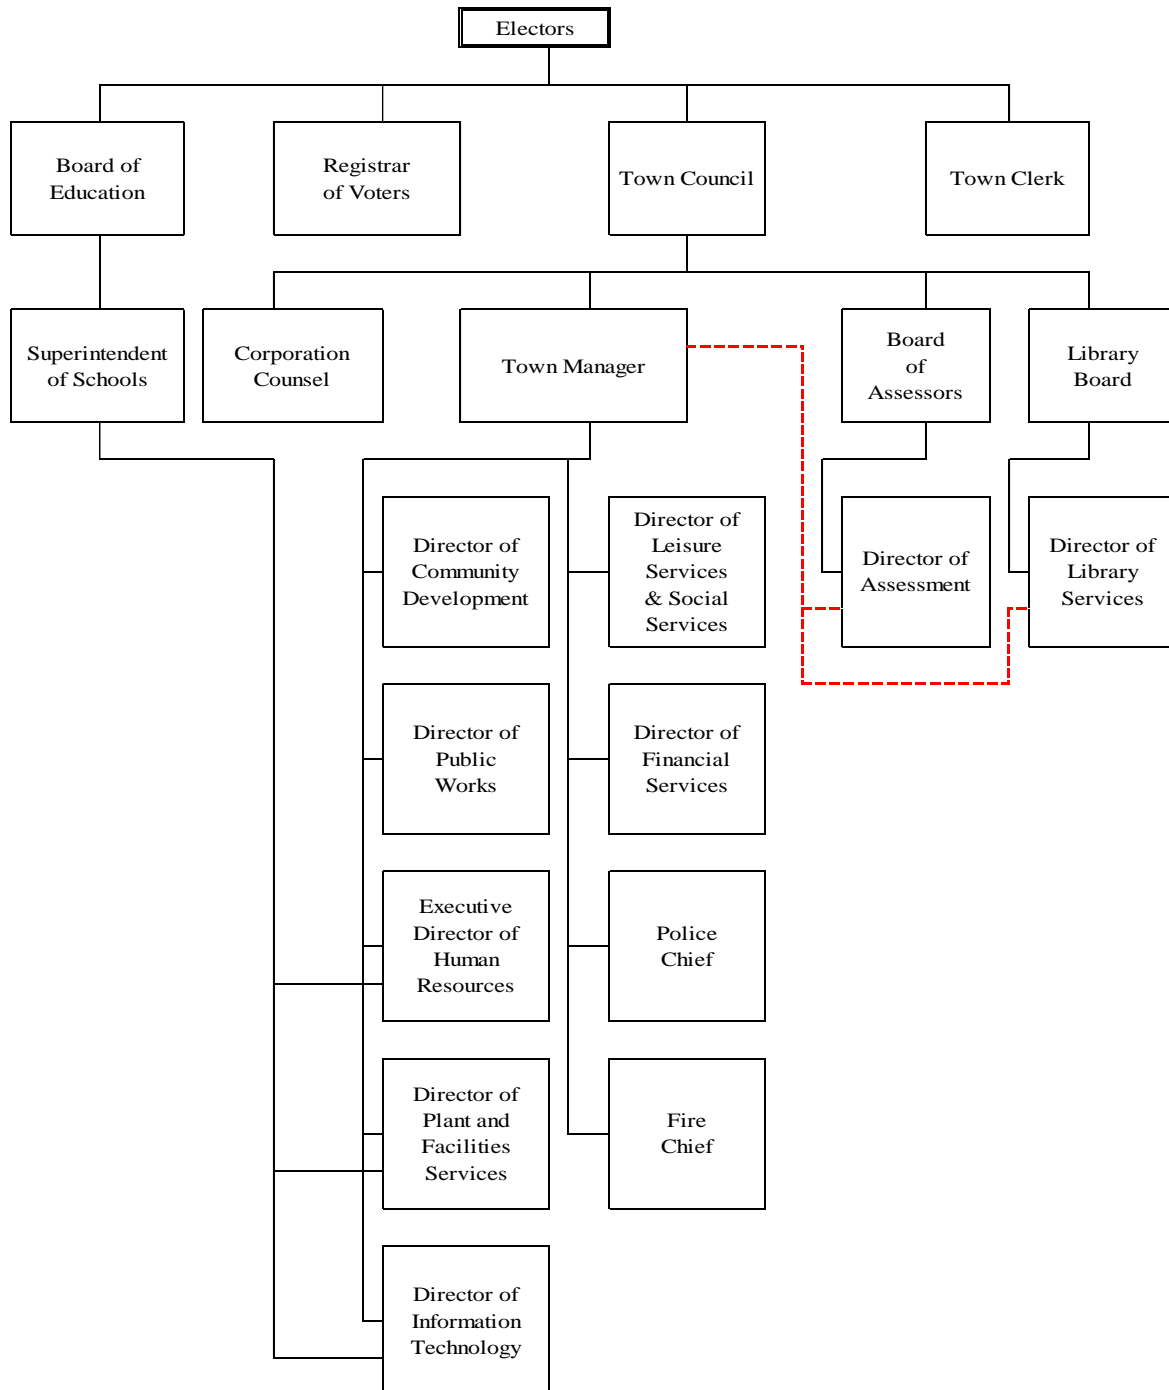 Electors
Board of
Education
Registrar
of Voters
Town Council
Town Clerk
Superintendent
of Schools
Corporation
Counsel
Town Manager
Board
of
Assessors
Library
Board
Director of
Community
Development
Director of
Leisure
Services
& Social
Services
Director of
Assessment
Director of
Library
Services
Director of
Public
Works
Director of
Financial
Services
Executive
Director of
Human
Resources
Police
Chief
Director of
Plant and
Facilities
Services
Fire
Chief
Director of
Information
Technology